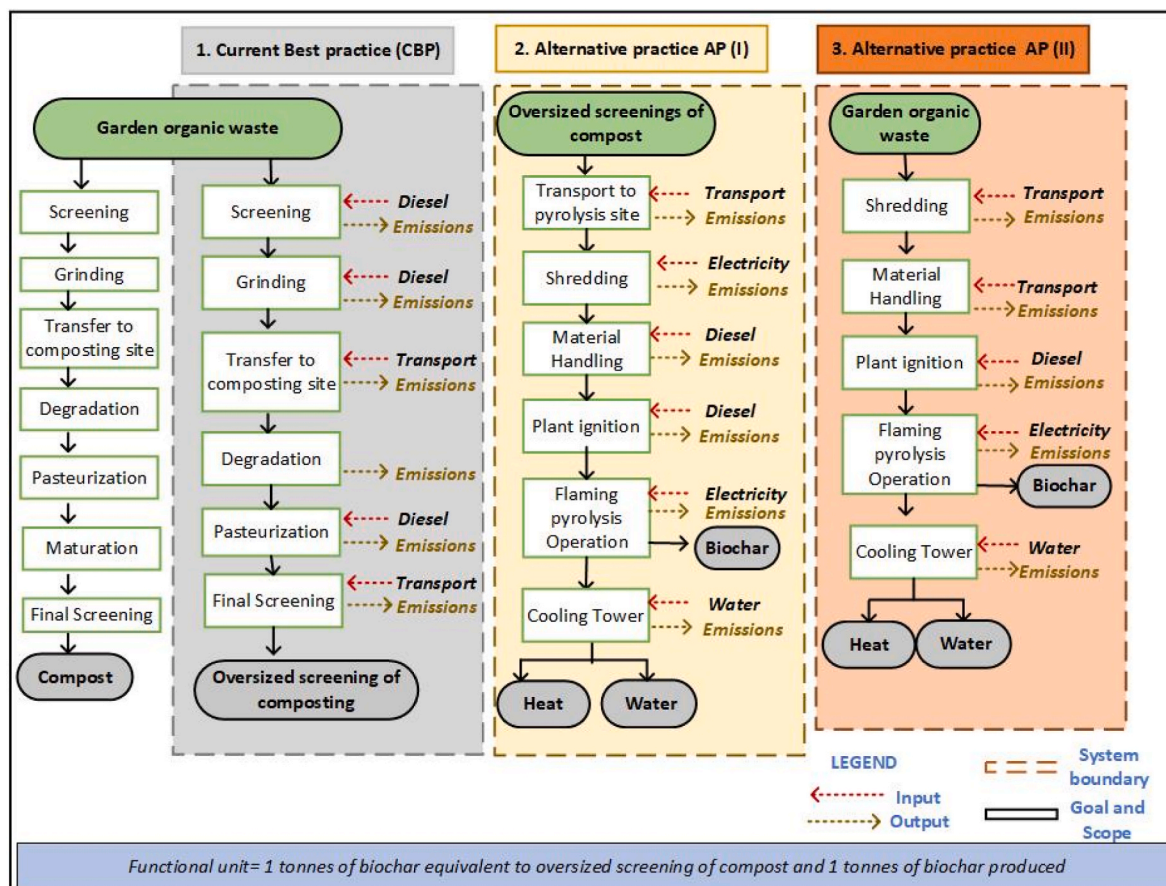 1. Current Best practice (CBP)
2. Alternative practice AP (I)
3. Alternative practice AP (II)
Garden organic waste
Screening
Grinding
Transfer to
composting site
Degradation
Pasteurization
Maturation
Final Screening
Compost
Screening
Diesel
Emissions
Grinding
Diesel
Emissions
Transfer to
composting site
Transport
Emissions
Degradation
Emissions
Pasteurization
Diesel
Emissions
Final Screening
Transport
Emissions
Oversized screening of
composting
Oversized screenings of
compost
Transport to
pyrolysis site
Transport
Emissions
Shredding
Electricity
Emissions
Material
Handling
Diesel
Emissions
Plant ignition
Diesel
Emissions
Flaming
pyrolysis
Operation
Electricity
Emissions
Biochar
Cooling Tower
Water
Emissions
Heat
Water
Garden organic
waste
Shredding
Transport
Emissions
Material
Handling
Transport
Emissions
Plant ignition
Diesel
Emissions
Flaming
pyrolysis
Operation
Electricity
Emissions
Biochar
Cooling Tower
Water
Emissions
Heat
Water
LEGEND
Input
Output
System
boundary
Goal and
Scope
Functional unit= 1 tonnes of biochar equivalent to oversized screening of compost and 1 tonnes of biochar produced